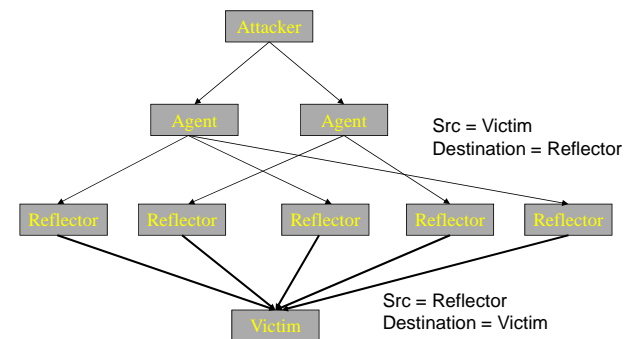 Attacker
Agent Agent
Src = Victim
Destination = Reflector
Reflector Reflector Reflector Reflector Reflector
Src = Reflector
Destination = Victim
Victim